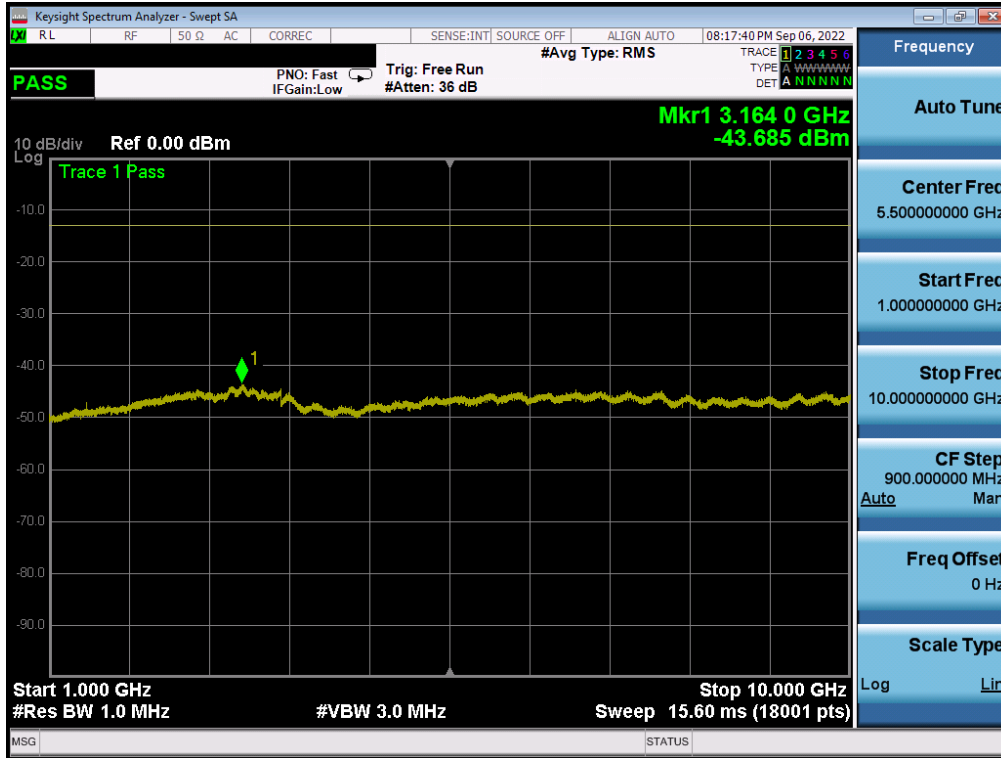 Keysight Spectrum Analyzer - Swept SA
LXI RL RF 50 Ω AC CORREC SENSE:INT SOURCE OFF ALIGN AUTO 08:17:40 PM Sep 06, 2022
Frequency
#Avg Type: RMS
TRACE 1 2 3 4 5 6
TYPE A WWWWW
DET A N N N N N
PASS
PNO: Fast
IFGain:Low
Trig: Free Run
#Atten: 36 dB
Mkr1 3.164 0 GHz
-43.685 dBm
10 dB/div
Log
Ref 0.00 dBm
Trace 1 Pass
1
-10.0
-20.0
-30.0
-40.0
-50.0
-60.0
-70.0
-80.0
-90.0
Start 1.000 GHz
Stop 10.000 GHz
#Res BW 1.0 MHz
#VBW 3.0 MHz
Sweep 15.60 ms (18001 pts)
Auto Tune
Center Freq
5.500000000 GHz
Start Freq
1.000000000 GHz
Stop Freq
10.000000000 GHz
CF Step
900.000000 MHz
Auto Man
Freq Offset
0 Hz
Scale Type
Log Lin
MSG
STATUS